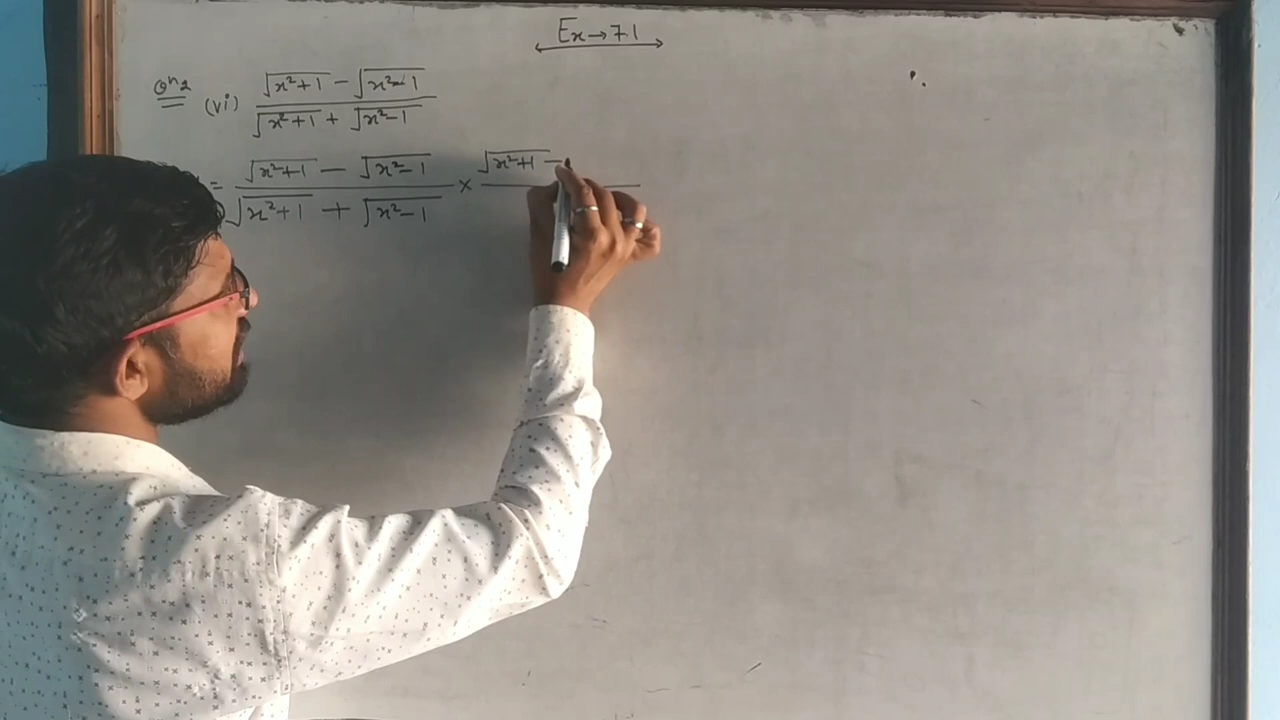 Ex→7.1
Qⁿ2 (vi) (√(x²+1) − √(x²−1)) / (√(x²+1) + √(x²−1))
= (√(x²+1) − √(x²−1)) / (√(x²+1) + √(x²−1)) × √(x²+1) −